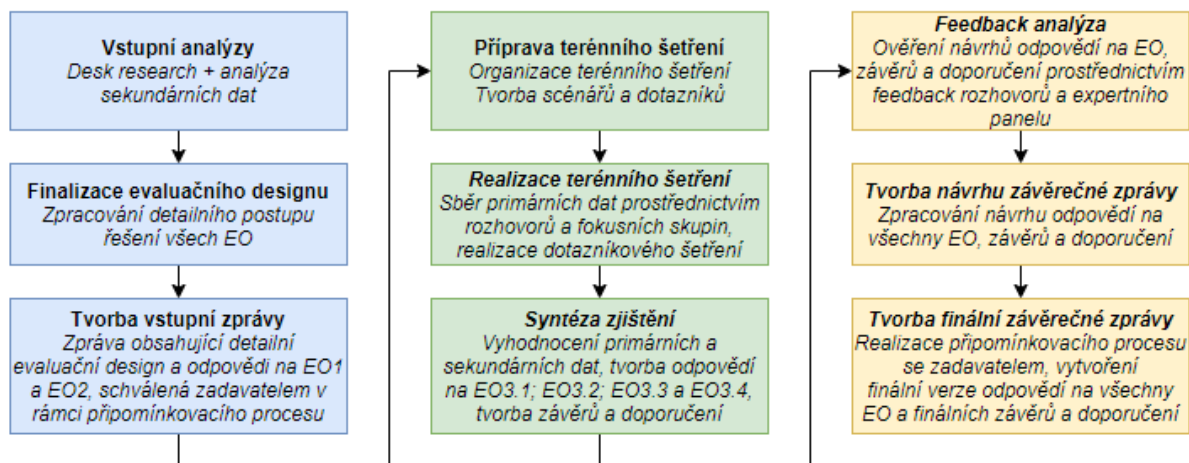 Vstupní analýzy
Desk research + analýza
sekundárních dat
Finalizace evaluačního designu
Zpracování detailního postupu
řešení všech EO
Tvorba vstupní zprávy
Zpráva obsahující detailní
evaluační design a odpovědi na EO1
a EO2, schválená zadavatelem v
rámci připomínkovacího procesu
Příprava terénního šetření
Organizace terénního šetření
Tvorba scénářů a dotazníků
Realizace terénního šetření
Sběr primárních dat prostřednictvím
rozhovorů a fokusních skupin,
realizace dotazníkového šetření
Syntéza zjištění
Vyhodnocení primárních a
sekundárních dat, tvorba odpovědí
na EO3.1; EO3.2; EO3.3 a EO3.4,
tvorba závěrů a doporučení
Feedback analýza
Ověření návrhů odpovědí na EO,
závěrů a doporučení prostřednictvím
feedback rozhovorů a expertního
panelu
Tvorba návrhu závěrečné zprávy
Zpracování návrhu odpovědí na
všechny EO, závěrů a doporučení
Tvorba finální závěrečné zprávy
Realizace připomínkovacího procesu
se zadavatelem, vytvoření
finální verze odpovědí na všechny
EO a finálních závěrů a doporučení